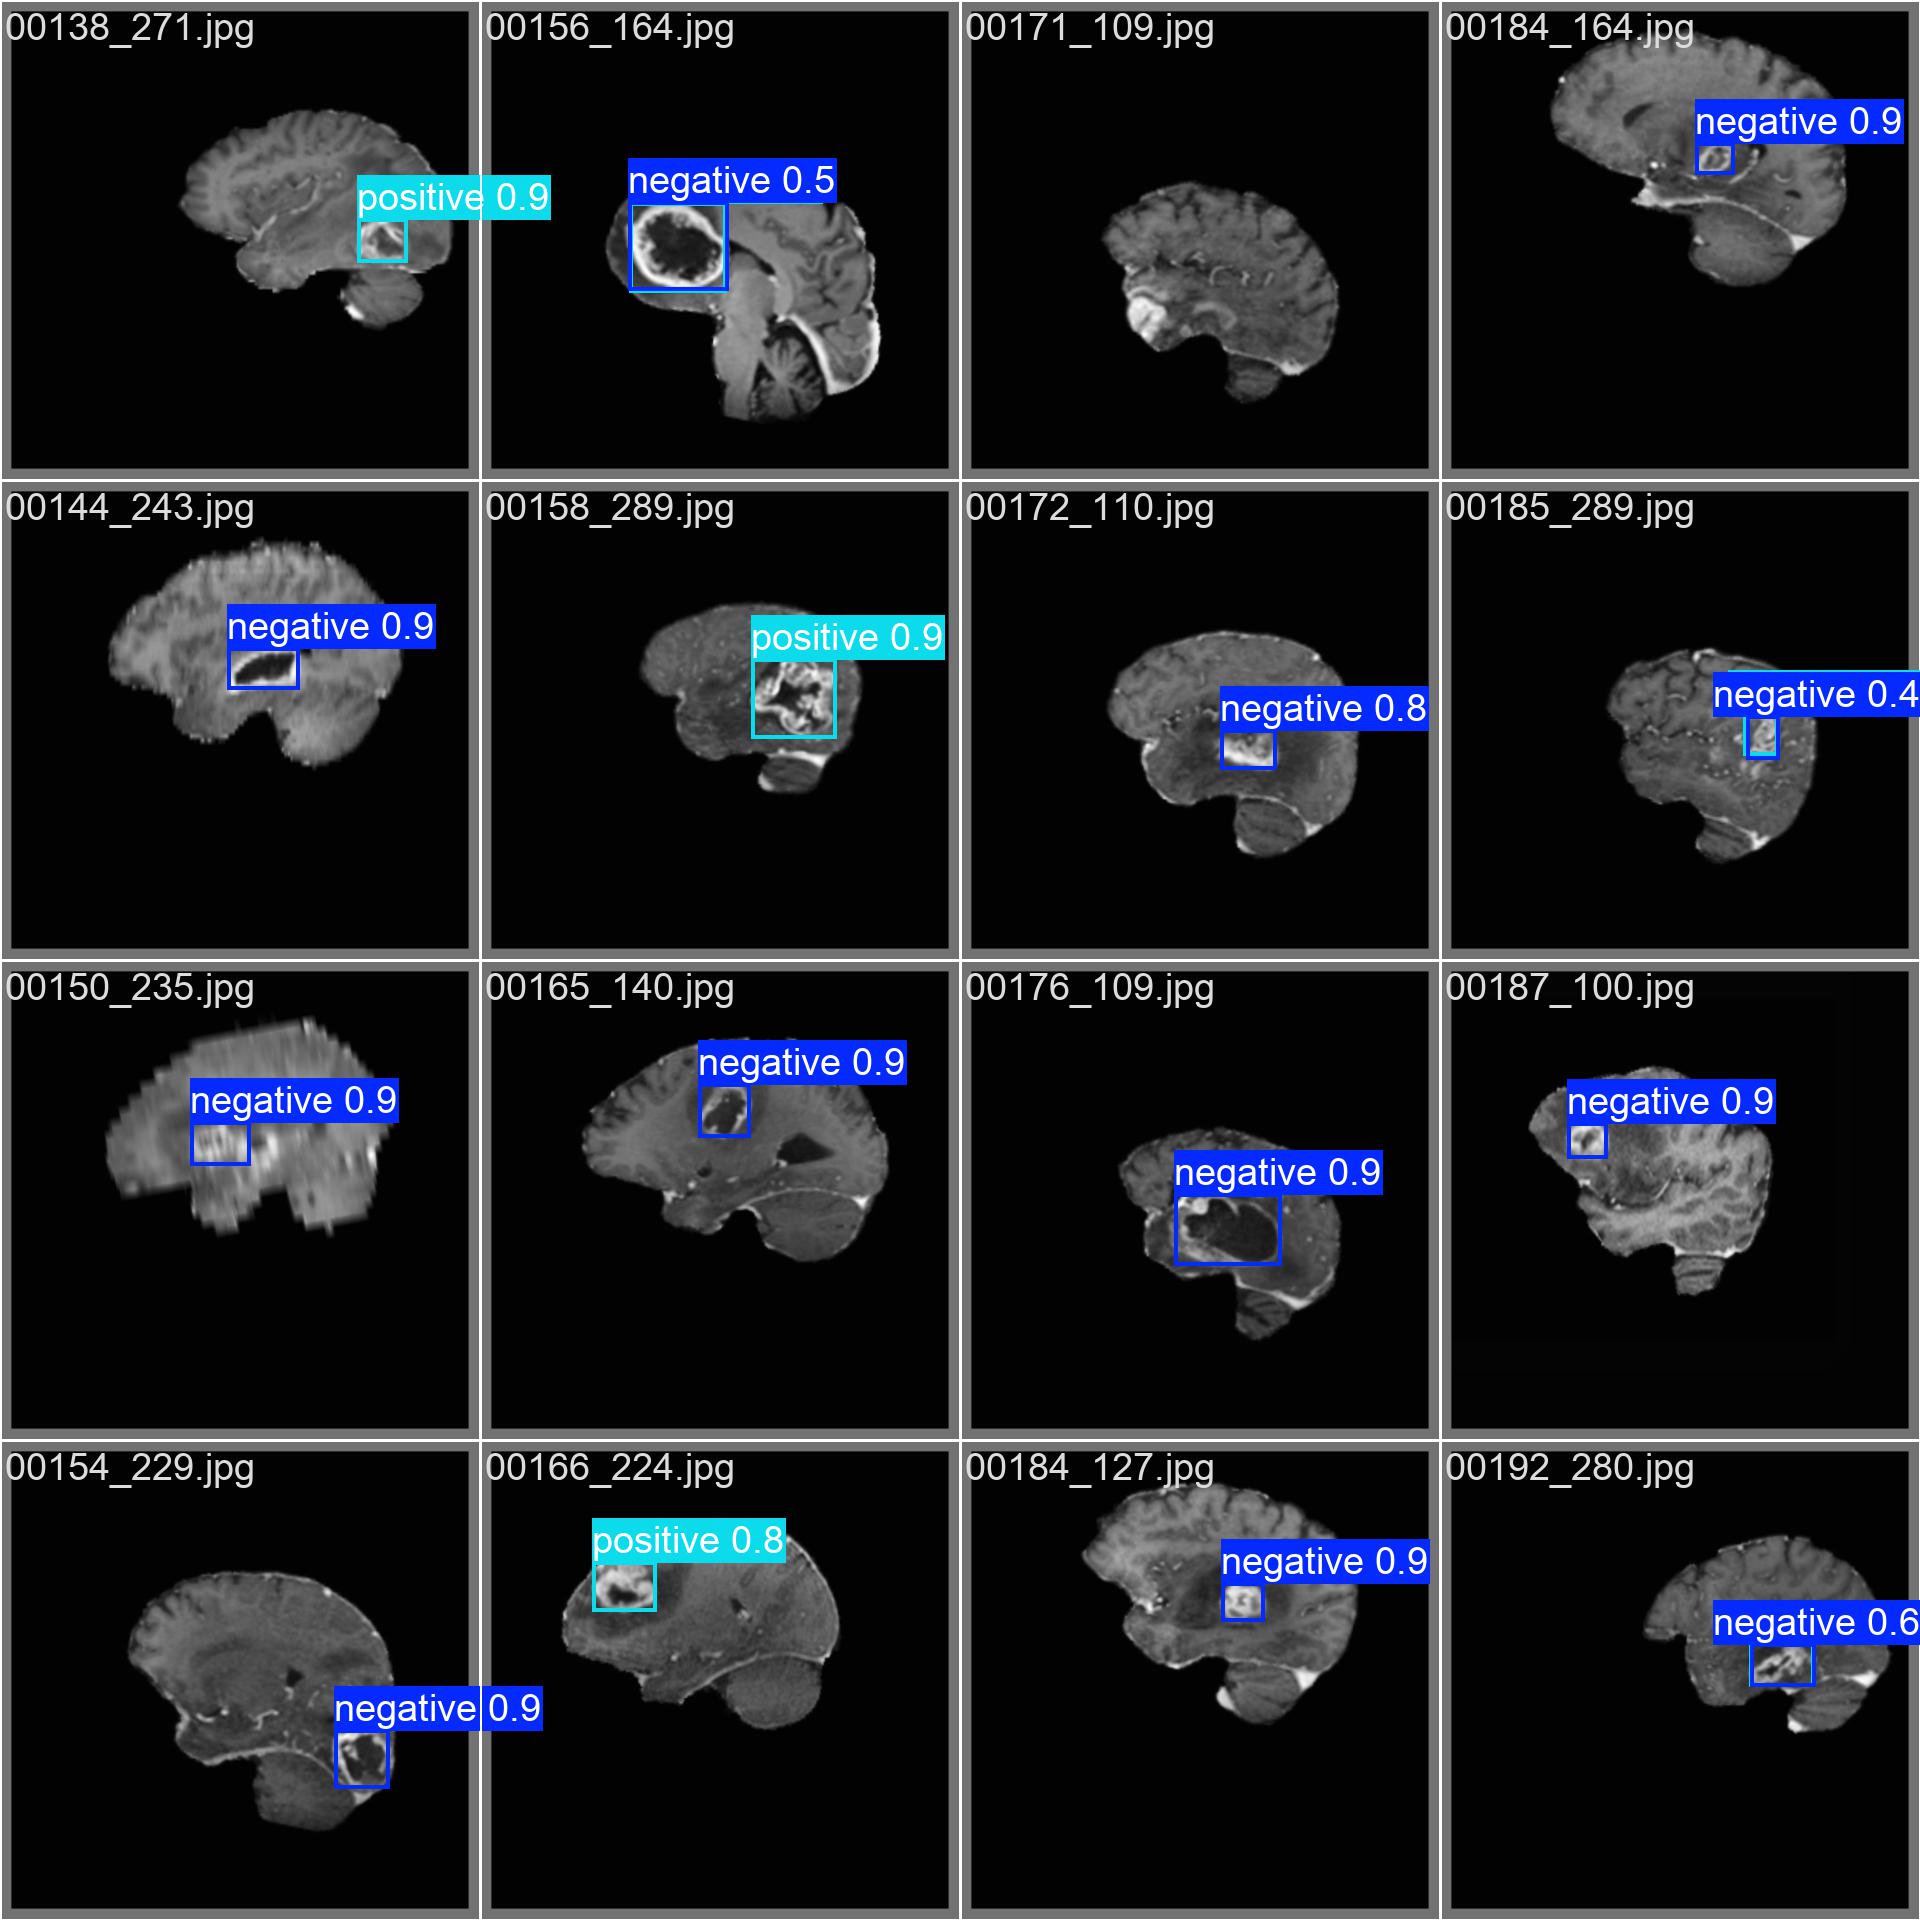 00138_271.jpg
positive 0.9
00156_164.jpg
negative 0.5
00171_109.jpg
00184_164.jpg
negative 0.9
00144_243.jpg
negative 0.9
00158_289.jpg
positive 0.9
00172_110.jpg
negative 0.8
00185_289.jpg
negative 0.4
00150_235.jpg
negative 0.9
00165_140.jpg
negative 0.9
00176_109.jpg
negative 0.9
00187_100.jpg
negative 0.9
00154_229.jpg
negative 0.9
00166_224.jpg
positive 0.8
00184_127.jpg
negative 0.9
00192_280.jpg
negative 0.6